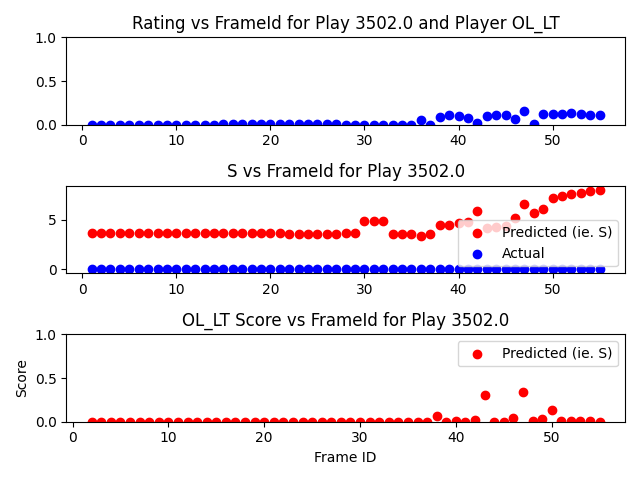 Rating vs FrameId for Play 3502.0 and Player OL_LT
1.0
0.5
0.0
0 10 20 30 40 50
S vs FrameId for Play 3502.0
5
0
Predicted (ie. S)
Actual
0 10 20 30 40 50
OL_LT Score vs FrameId for Play 3502.0
Score
1.0
0.5
0.0
Predicted (ie. S)
0 10 20 30 40 50
Frame ID